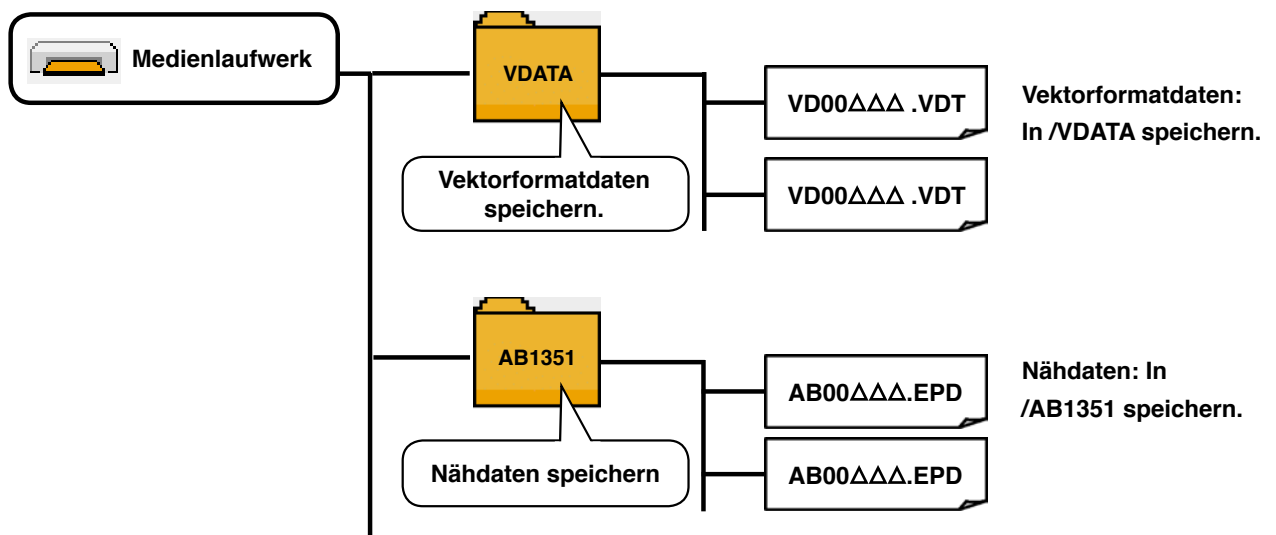 Medienlaufwerk
VDATA
Vektorformatdaten
speichern.
VD00△△△ .VDT
VD00△△△ .VDT
Vektorformatdaten:
In /VDATA speichern.
AB1351
Nähdaten speichern
AB00△△△.EPD
AB00△△△.EPD
Nähdaten: In
/AB1351 speichern.